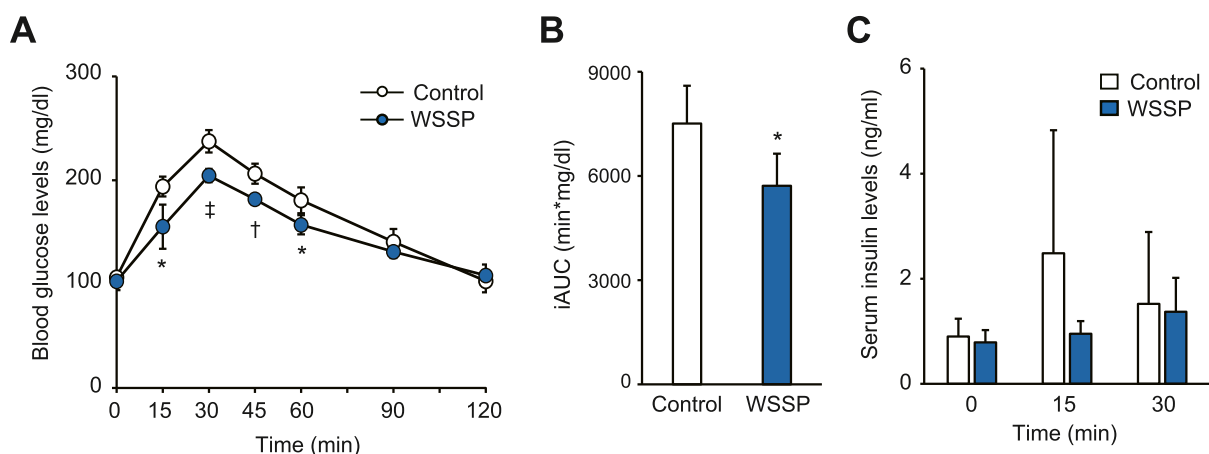 A
Blood glucose levels (mg/dl)
300
200
100
0
Control
WSSP
*
‡
†
*
0 15 30 45 60 90 120
Time (min)
B
iAUC (min*mg/dl)
9000
6000
3000
0
*
Control WSSP
C
Serum insulin levels (ng/ml)
6
4
2
0
Control
WSSP
0 15 30
Time (min)